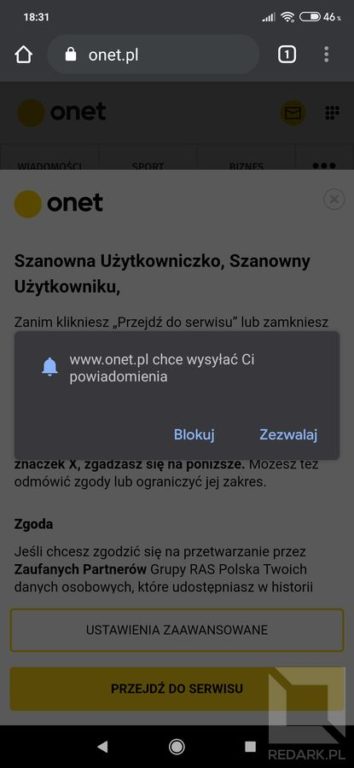 18:31
46%
onet.pl
1
onet
WIADOMOŚCI SPORT BIZNES
onet
Szanowna Użytkowniczko, Szanowny
Użytkowniku,
Zanim klikniesz „Przejdź do serwisu” lub zamkniesz
www.onet.pl chce wysyłać Ci
powiadomienia
Blokuj Zezwalaj
znaczek X, zgadzasz się na poniższe. Możesz też
odmówić zgody lub ograniczyć jej zakres.
Zgoda
Jeśli chcesz zgodzić się na przetwarzanie przez
Zaufanych Partnerów Grupy RAS Polska Twoich
danych osobowych, które udostępniasz w historii
USTAWIENIA ZAAWANSOWANE
PRZEJDŹ DO SERWISU
REDARK.PL